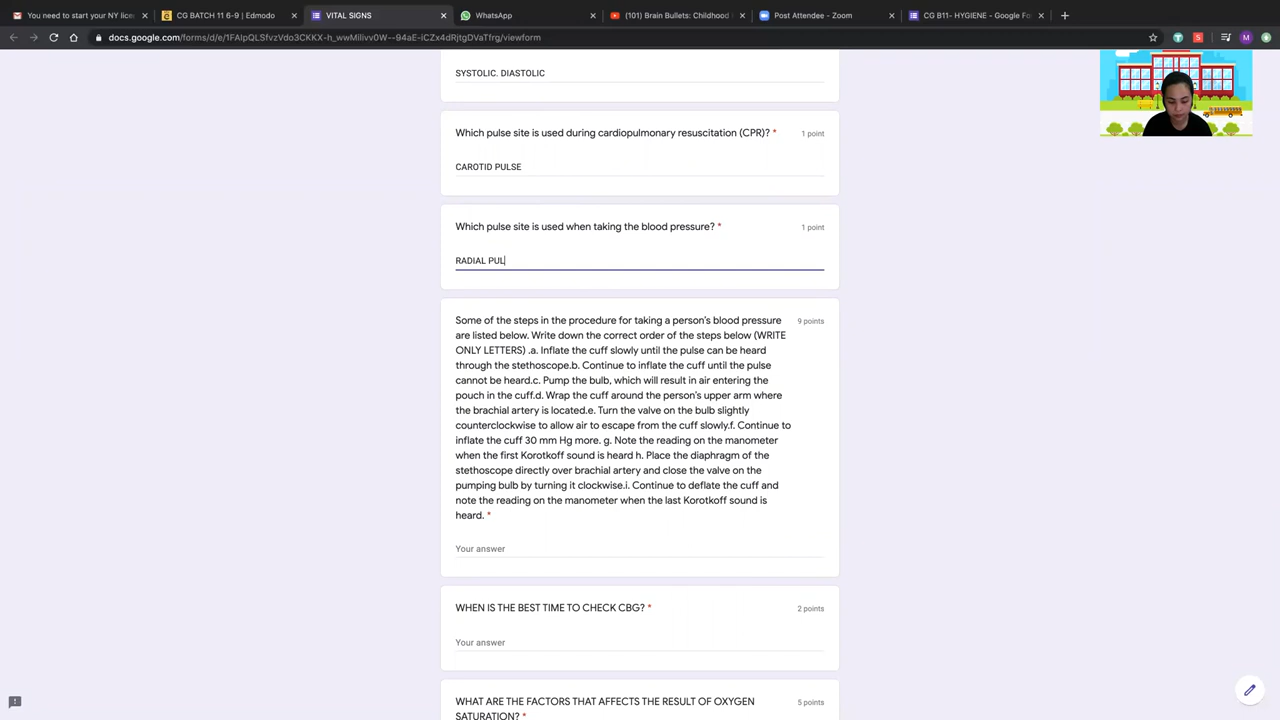 You need to start your NY licer
CG BATCH 11 6-9 | Edmodo
VITAL SIGNS
WhatsApp
(101) Brain Bullets: Childhood
Post Attendee - Zoom
CG B11- HYGIENE - Google Fo
docs.google.com/forms/d/e/1FAIpQLSfvzVdo3CKKX-h_wwMilivv0W--94aE-iCZx4dRjtgDVaTfrg/viewform
SYSTOLIC. DIASTOLIC
Which pulse site is used during cardiopulmonary resuscitation (CPR)? *
1 point
CAROTID PULSE
Which pulse site is used when taking the blood pressure? *
1 point
RADIAL PUL
Some of the steps in the procedure for taking a person's blood pressure
9 points
are listed below. Write down the correct order of the steps below (WRITE
ONLY LETTERS) .a. Inflate the cuff slowly until the pulse can be heard
through the stethoscope.b. Continue to inflate the cuff until the pulse
cannot be heard.c. Pump the bulb, which will result in air entering the
pouch in the cuff.d. Wrap the cuff around the person's upper arm where
the brachial artery is located.e. Turn the valve on the bulb slightly
counterclockwise to allow air to escape from the cuff slowly.f. Continue to
inflate the cuff 30 mm Hg more. g. Note the reading on the manometer
when the first Korotkoff sound is heard h. Place the diaphragm of the
stethoscope directly over brachial artery and close the valve on the
pumping bulb by turning it clockwise.i. Continue to deflate the cuff and
note the reading on the manometer when the last Korotkoff sound is
heard. *
Your answer
WHEN IS THE BEST TIME TO CHECK CBG? *
2 points
Your answer
WHAT ARE THE FACTORS THAT AFFECTS THE RESULT OF OXYGEN
5 points
SATURATION? *